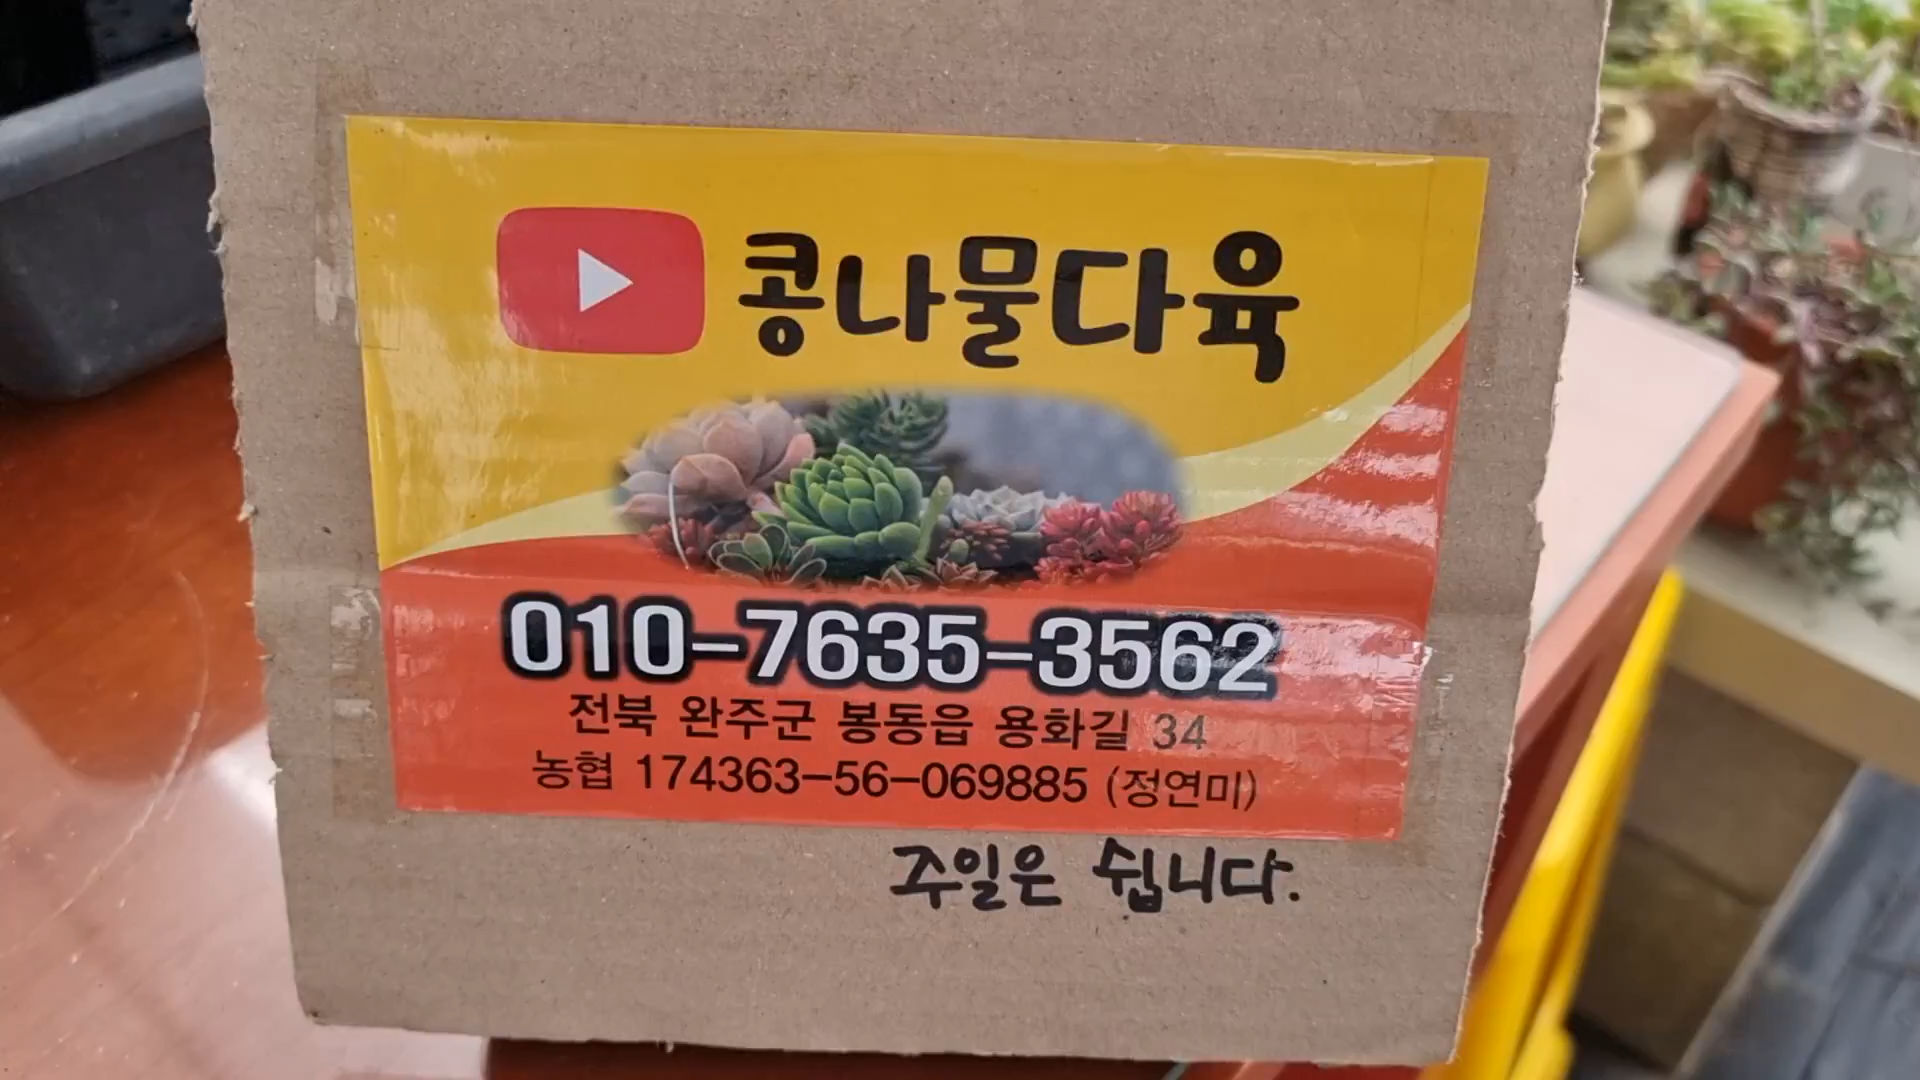 콩나물다육
010-7635-3562
전북 완주군 봉동읍 용화길 34
농협 174363-56-069885 (정연미)
주일은 쉽니다.